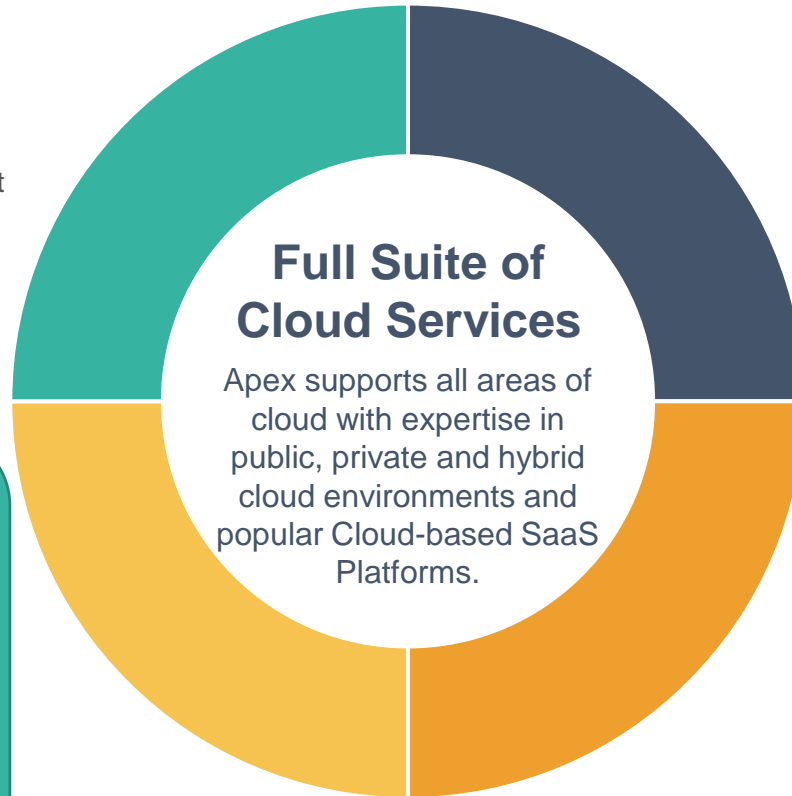 t
Full Suite of
Cloud Services
Apex supports all areas of
cloud with expertise in
public, private and hybrid
cloud environments and
popular Cloud-based SaaS
Platforms.